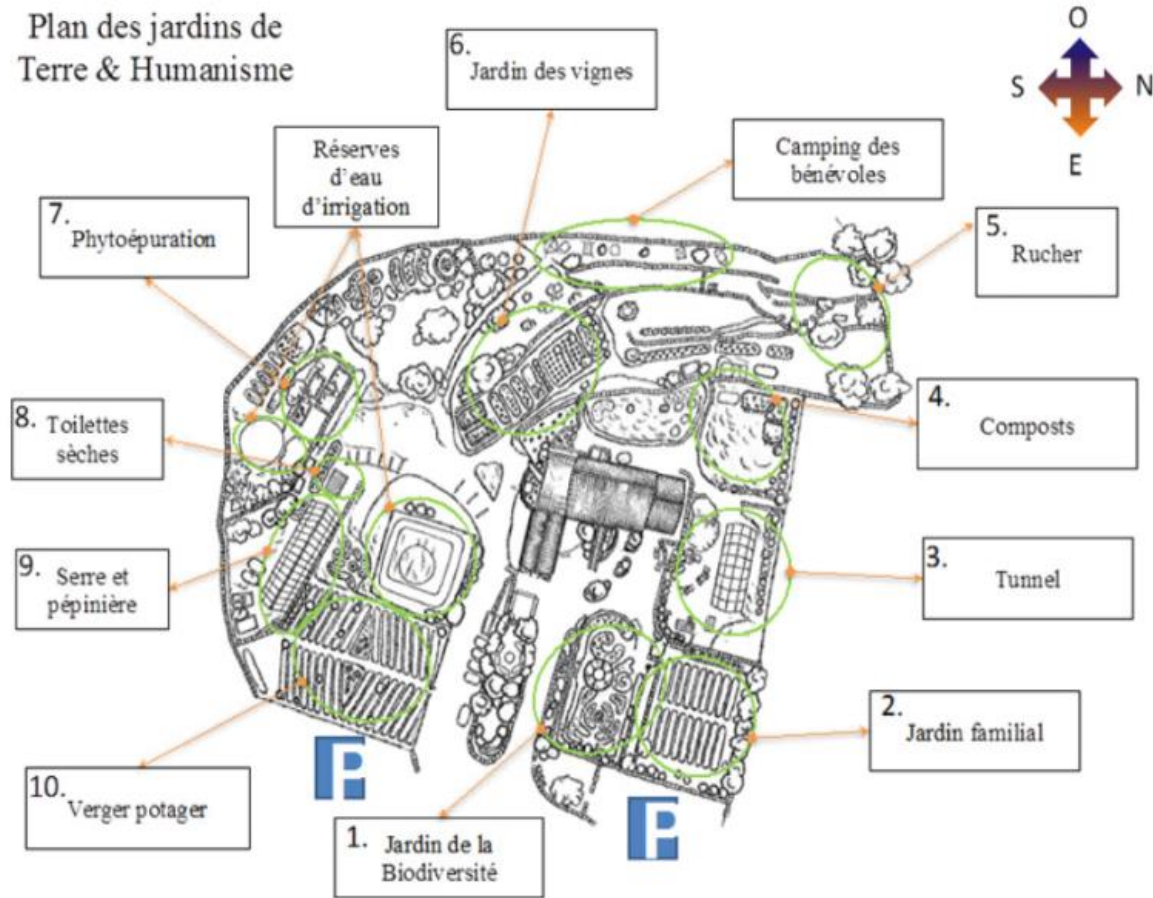 Plan des jardins de
Terre & Humanisme
O
S N
E
6.
Jardin des vignes
Réserves
d'eau
d'irrigation
Camping des
bénévoles
7.
Phytoépuration
5.
Rucher
8. Toilettes
sèches
4.
Composts
9. Serre et
pépinière
3.
Tunnel
2.
Jardin familial
10.
Verger potager
1. Jardin de la
Biodiversité
P
P